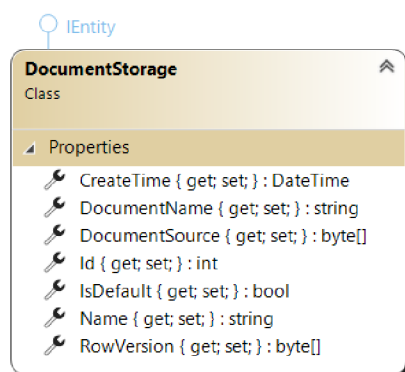 IEntity
DocumentStorage
Class
Properties
CreateTime { get; set; } : DateTime
DocumentName { get; set; } : string
DocumentSource { get; set; } : byte[]
Id { get; set; } : int
IsDefault { get; set; } : bool
Name { get; set; } : string
RowVersion { get; set; } : byte[]